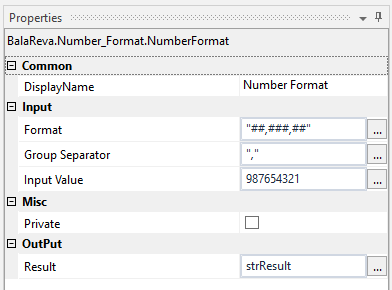 Properties
BalaReva.Number_Format.NumberFormat
Common
DisplayName Number Format
Input
Format "##,###,##" ...
Group Separator "," ...
Input Value 987654321 ...
Misc
Private
OutPut
Result strResult ...